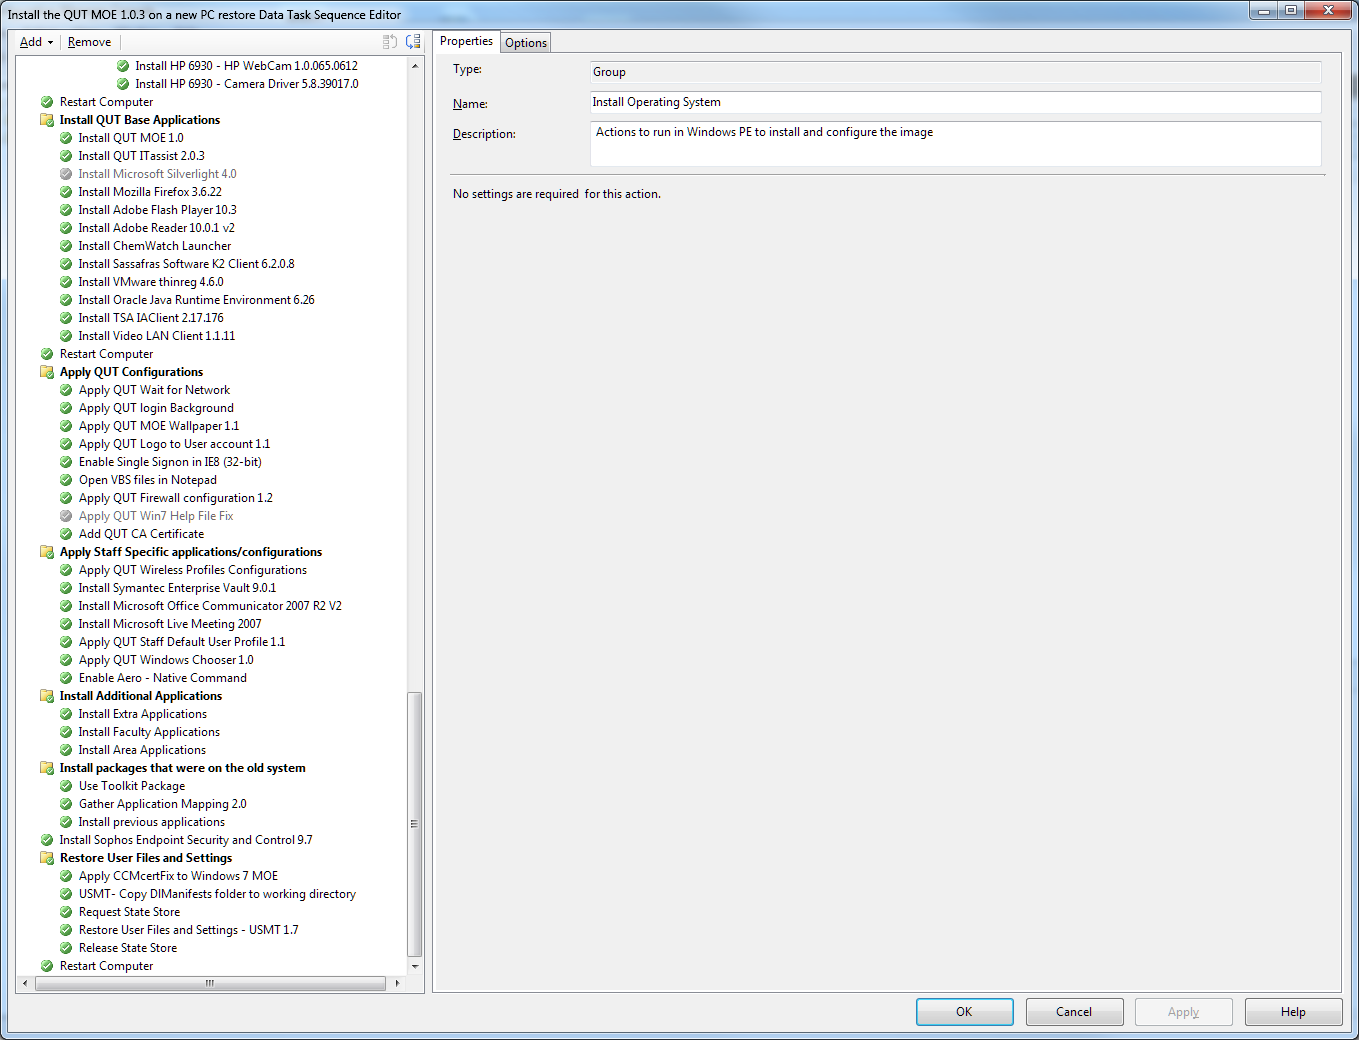 Install the QUT MOE 1.0.3 on a new PC restore Data Task Sequence Editor
Add Remove
Install HP 6930 - HP WebCam 1.0.065.0612
Install HP 6930 - Camera Driver 5.8.39017.0
Restart Computer
Install QUT Base Applications
Install QUT MOE 1.0
Install QUT ITassist 2.0.3
Install Microsoft Silverlight 4.0
Install Mozilla Firefox 3.6.22
Install Adobe Flash Player 10.3
Install Adobe Reader 10.0.1 v2
Install ChemWatch Launcher
Install Sassafras Software K2 Client 6.2.0.8
Install VMware thinreg 4.6.0
Install Oracle Java Runtime Environment 6.26
Install TSA IAClient 2.17.176
Install Video LAN Client 1.1.11
Restart Computer
Apply QUT Configurations
Apply QUT Wait for Network
Apply QUT login Background
Apply QUT MOE Wallpaper 1.1
Apply QUT Logo to User account 1.1
Enable Single Signon in IE8 (32-bit)
Open VBS files in Notepad
Apply QUT Firewall configuration 1.2
Apply QUT Win7 Help File Fix
Add QUT CA Certificate
Apply Staff Specific applications/configurations
Apply QUT Wireless Profiles Configurations
Install Symantec Enterprise Vault 9.0.1
Install Microsoft Office Communicator 2007 R2 V2
Install Microsoft Live Meeting 2007
Apply QUT Staff Default User Profile 1.1
Apply QUT Windows Chooser 1.0
Enable Aero - Native Command
Install Additional Applications
Install Extra Applications
Install Faculty Applications
Install Area Applications
Install packages that were on the old system
Use Toolkit Package
Gather Application Mapping 2.0
Install previous applications
Install Sophos Endpoint Security and Control 9.7
Restore User Files and Settings
Apply CCMcertFix to Windows 7 MOE
USMT- Copy DIManifests folder to working directory
Request State Store
Restore User Files and Settings - USMT 1.7
Release State Store
Restart Computer
Properties Options
Type: Group
Name: Install Operating System
Description: Actions to run in Windows PE to install and configure the image
No settings are required  for this action.
OK Cancel Apply Help